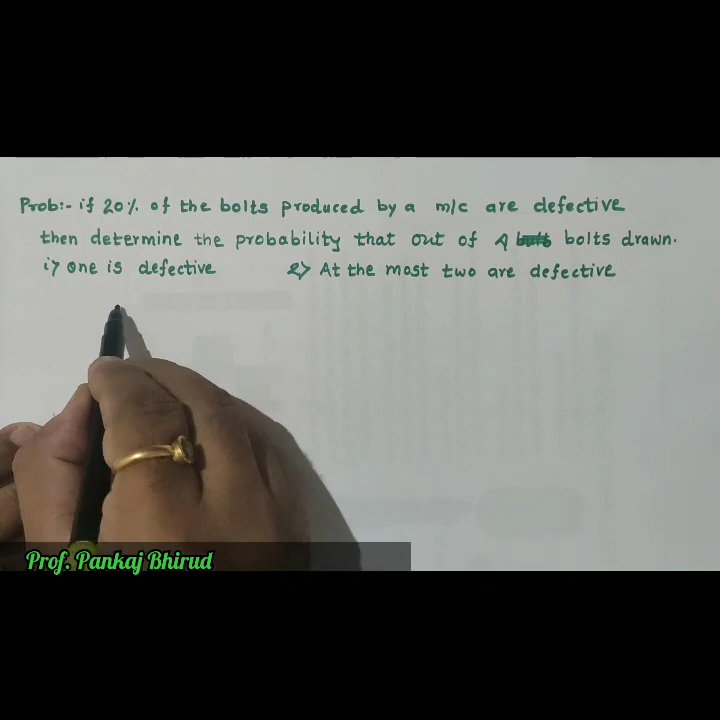 Prob:- if 20% of the bolts produced by a m/c are defective
then determine the probability that out of 4 bolts drawn.
i> one is defective 2> At the most two are defective
Prof. Pankaj Bhirud